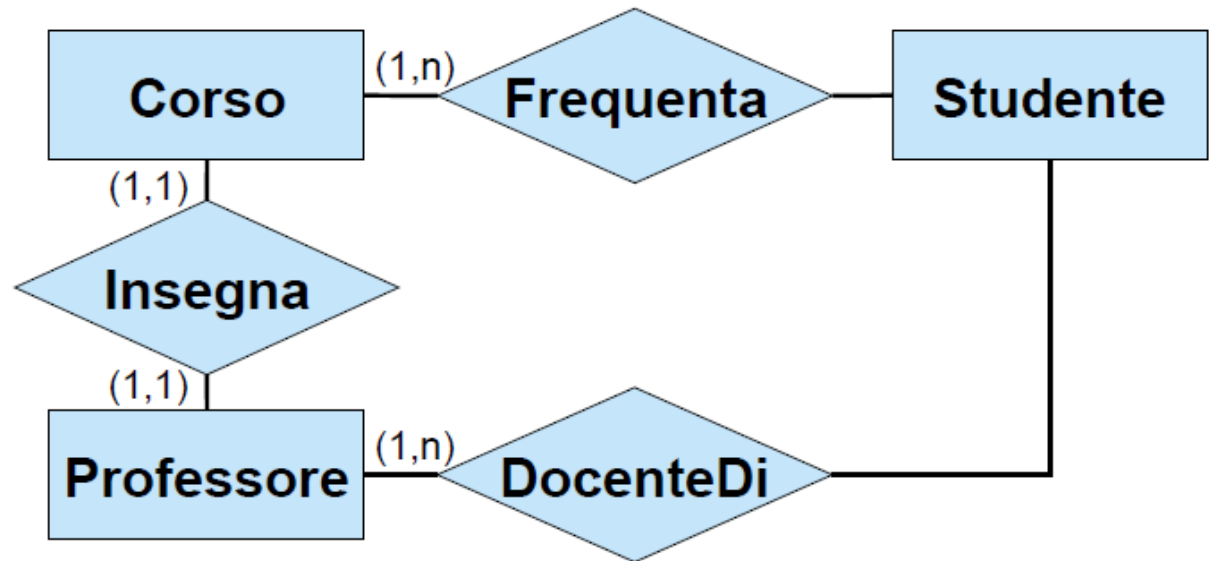 Corso
(1,n)
Frequenta
Studente
(1,1)
Insegna
(1,1)
Professore
(1,n)
DocenteDi